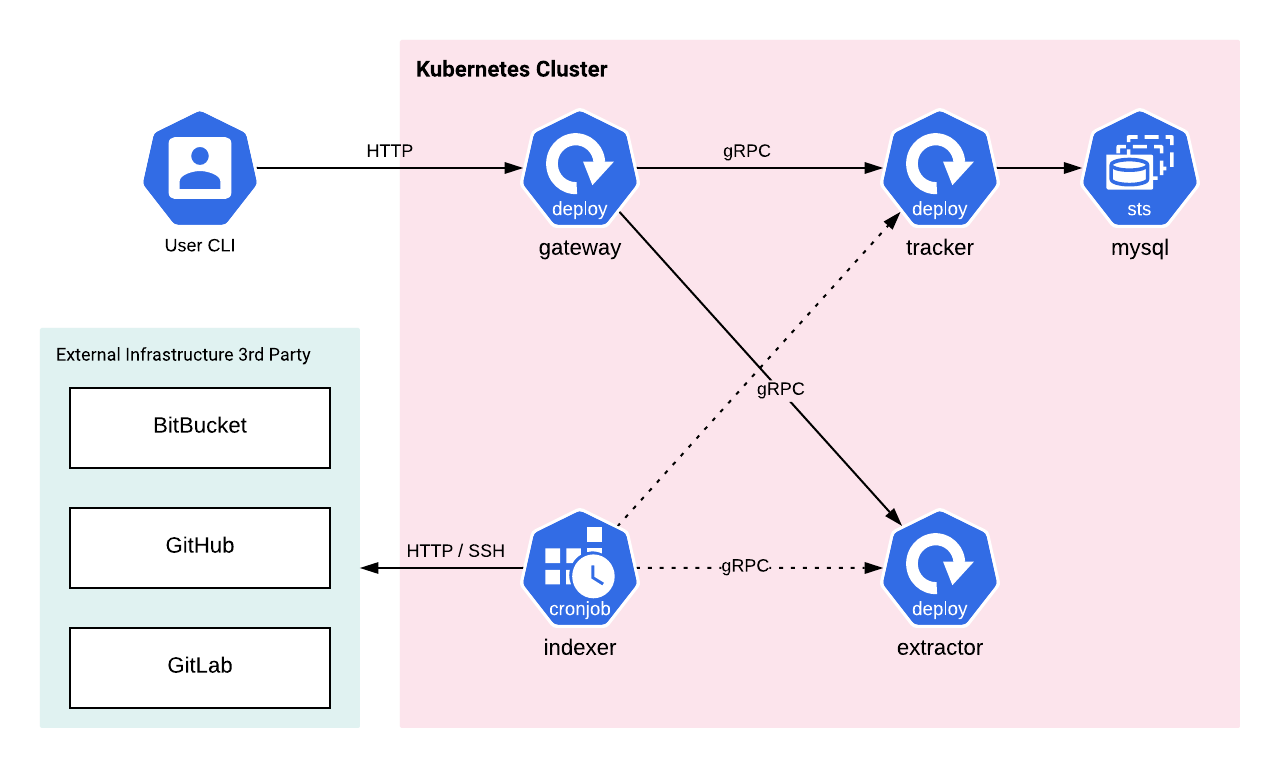 Kubernetes Cluster
HTTP
gRPC
deploy
deploy
sts
User CLI
gateway
tracker
mysql
External Infrastructure 3rd Party
BitBucket
gRPC
GitHub
HTTP / SSH
gRPC
cronjob
deploy
indexer
extractor
GitLab